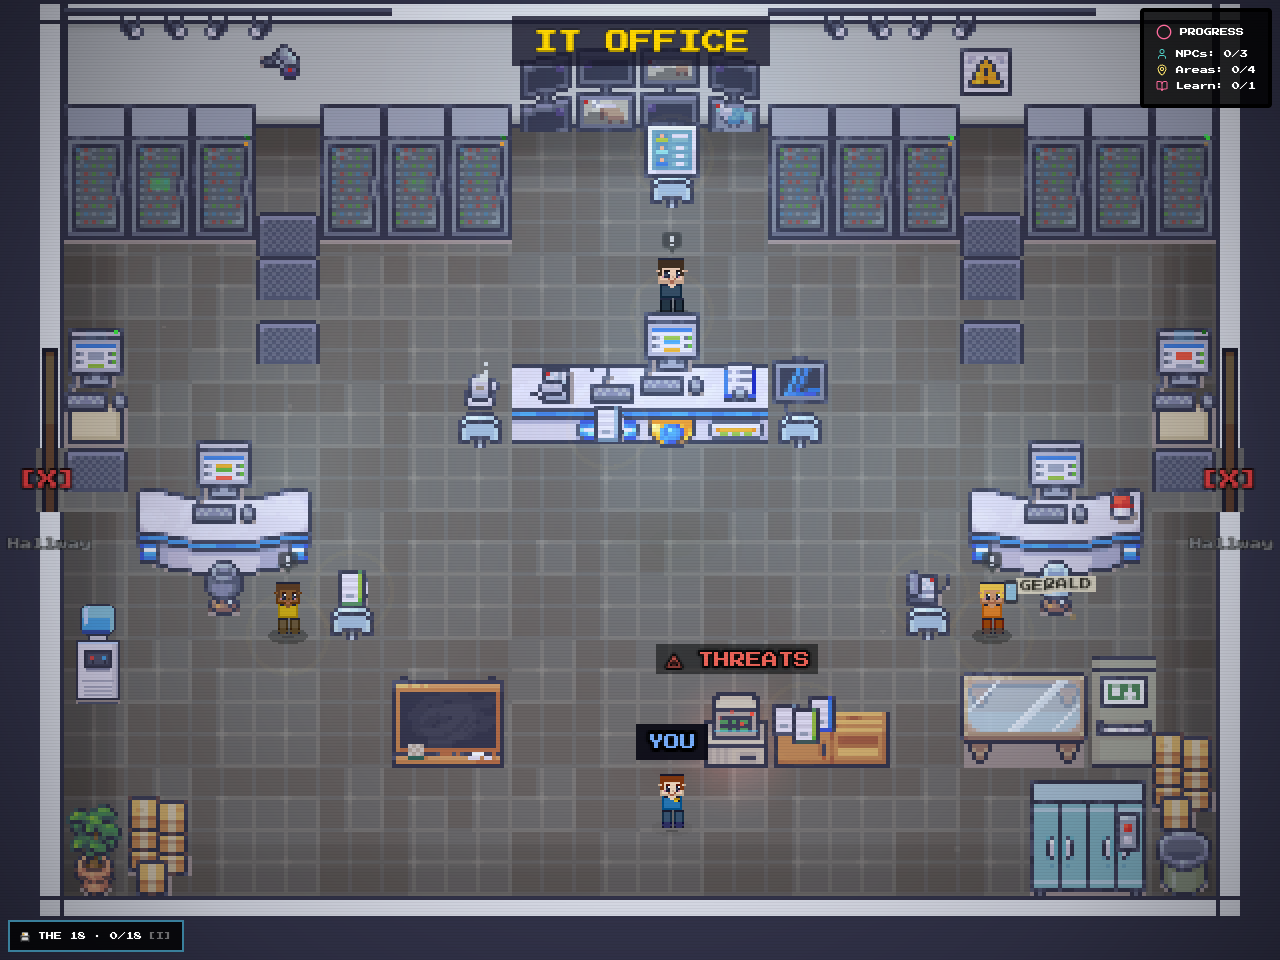 IT OFFICE
PROGRESS
NPCs: 0/3
Areas: 0/4
Learn: 0/1
[X]
[X]
Hallway
Hallway
GERALD
THREATS
YOU
THE 18 · 0/18 [I]